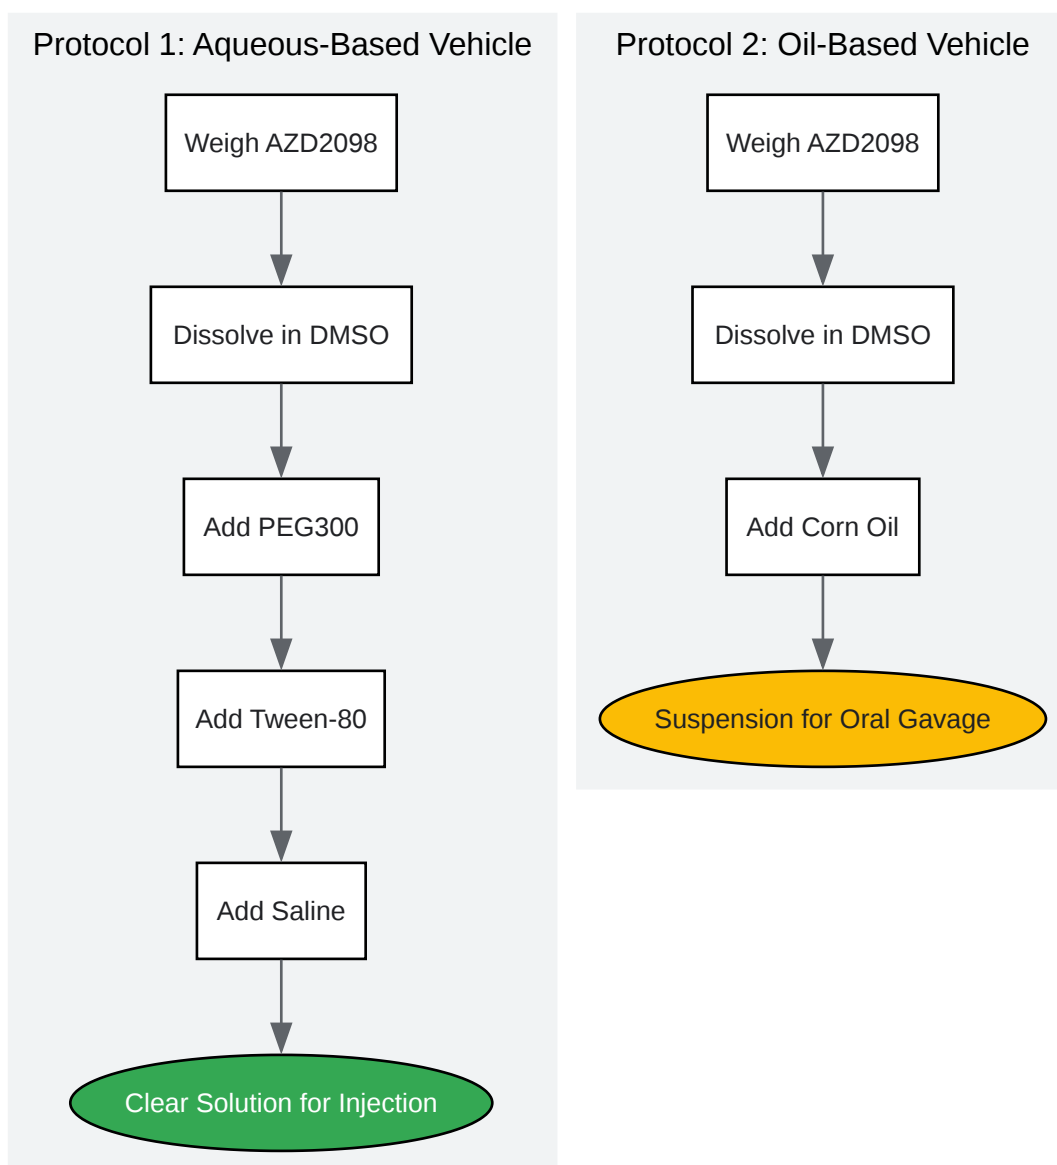 Protocol 1: Aqueous-Based Vehicle
Weigh AZD2098
Dissolve in DMSO
Add PEG300
Add Tween-80
Add Saline
Clear Solution for Injection
Protocol 2: Oil-Based Vehicle
Weigh AZD2098
Dissolve in DMSO
Add Corn Oil
Suspension for Oral Gavage